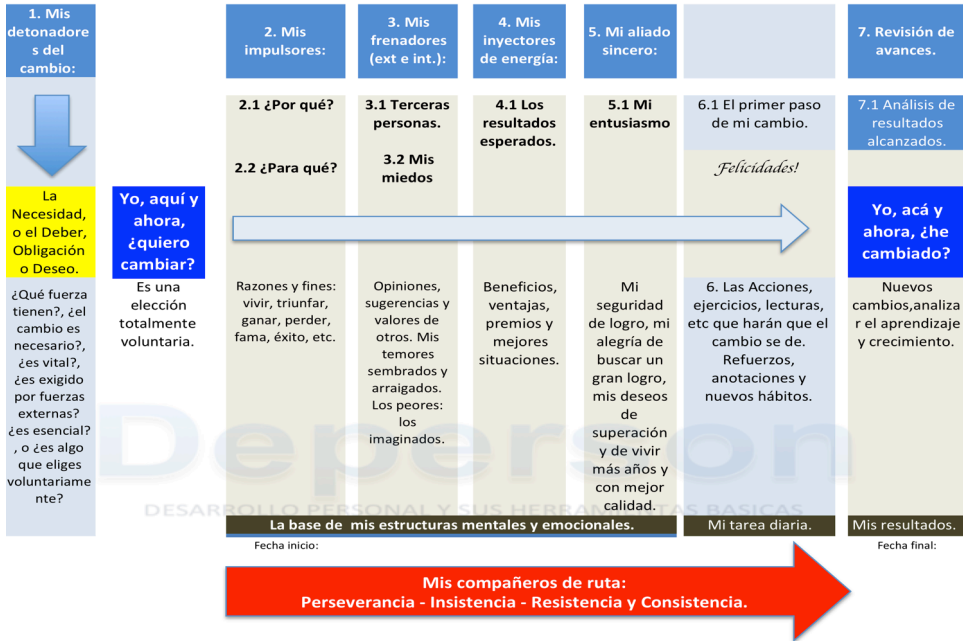 1. Mis
detonadore
s del
cambio:
2. Mis
impulsores:
3. Mis
frenadores
(ext e int.):
4. Mis
inyectores
de energía:
5. Mi aliado
sincero:
7. Revisión de
avances.
2.1 ¿Por qué?
2.2 ¿Para qué?
3.1 Terceras
personas.
3.2 Mis
miedos
4.1 Los
resultados
esperados.
5.1 Mi
entusiasmo
6.1 El primer paso
de mi cambio.
Felicidades!
7.1 Análisis de
resultados
alcanzados.
La
Necesidad,
o el Deber,
Obligación
o Deseo.
Yo, aquí y
ahora,
¿quiero
cambiar?
Yo, acá y
ahora, ¿he
cambiado?
¿Qué fuerza
tienen?, ¿el
cambio es
necesario?,
¿es vital?,
¿es exigido
por fuerzas
externas?
¿es esencial?
, o ¿es algo
que eliges
voluntariame
nte?
Es una
elección
totalmente
voluntaria.
Razones y fines:
vivir, triunfar,
ganar, perder,
fama, éxito, etc.
Opiniones,
sugerencias y
valores de
otros. Mis
temores
sembrados y
arraigados.
Los peores:
los
imaginados.
Beneficios,
ventajas,
premios y
mejores
situaciones.
Mi
seguridad
de logro, mi
alegría de
buscar un
gran logro,
mis deseos
de
superación
y de vivir
más años y
con mejor
calidad.
6. Las Acciones,
ejercicios, lecturas,
etc que harán que el
cambio se de.
Refuerzos,
anotaciones y
nuevos hábitos.
Nuevos
cambios,analiza
r el aprendizaje
y crecimiento.
Deperson
DESARROLLO PERSONAL Y SUS HERRAMIENTAS BASICAS
La base de mis estructuras mentales y emocionales.
Mi tarea diaria.
Mis resultados.
Fecha inicio:
Fecha final:
Mis compañeros de ruta:
Perseverancia - Insistencia - Resistencia y Consistencia.